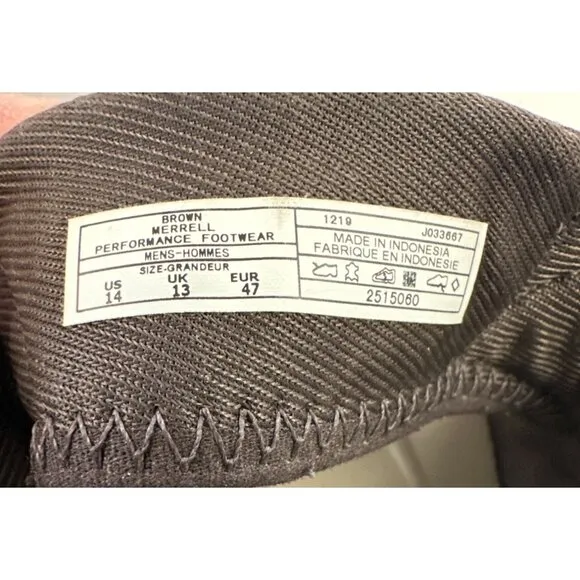 BROWN
MERRELL
PERFORMANCE FOOTWEAR
MENS-HOMMES
SIZE-GRANDEUR
US UK EUR
14 13 47
1219 J033667
MADE IN INDONESIA
FABRIQUE EN INDONESIE
2515060